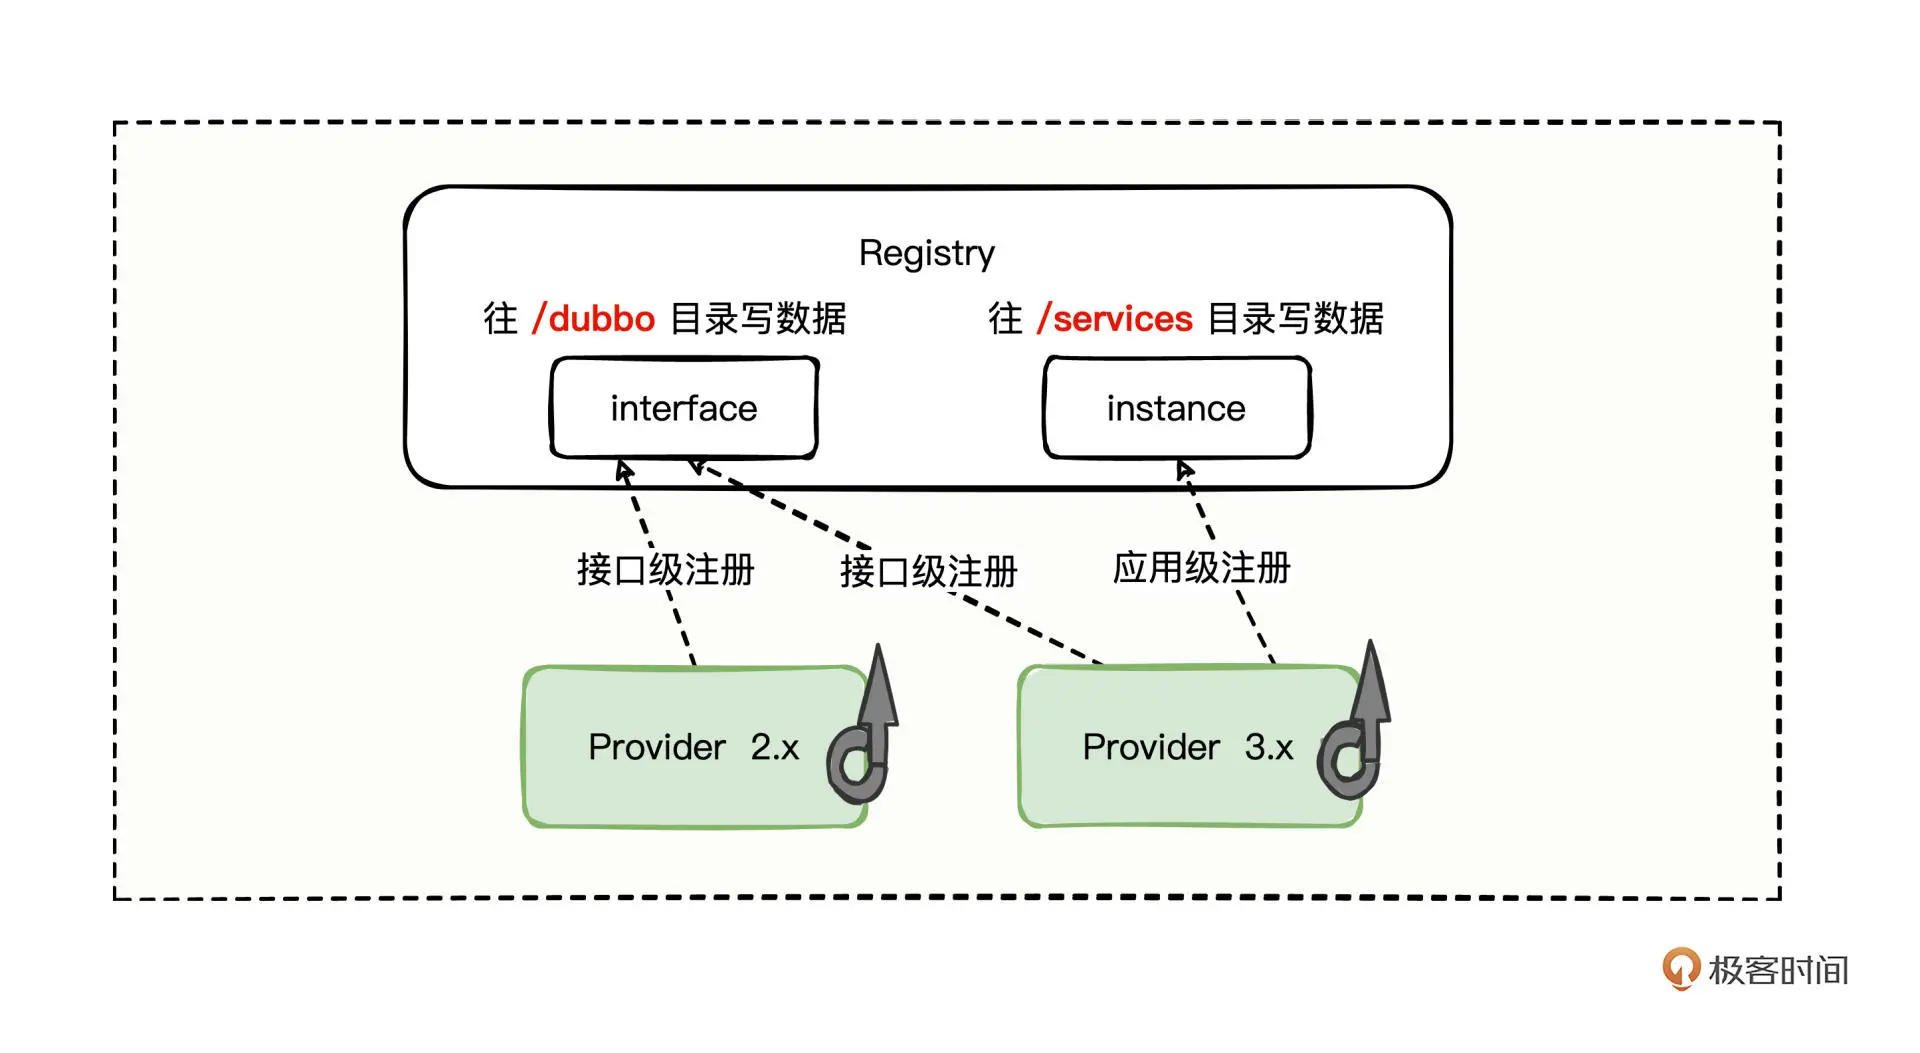 Registry
往 /dubbo 目录写数据
往 /services 目录写数据
interface
instance
接口级注册
接口级注册
应用级注册
Provider 2.x
Provider 3.x
极客时间